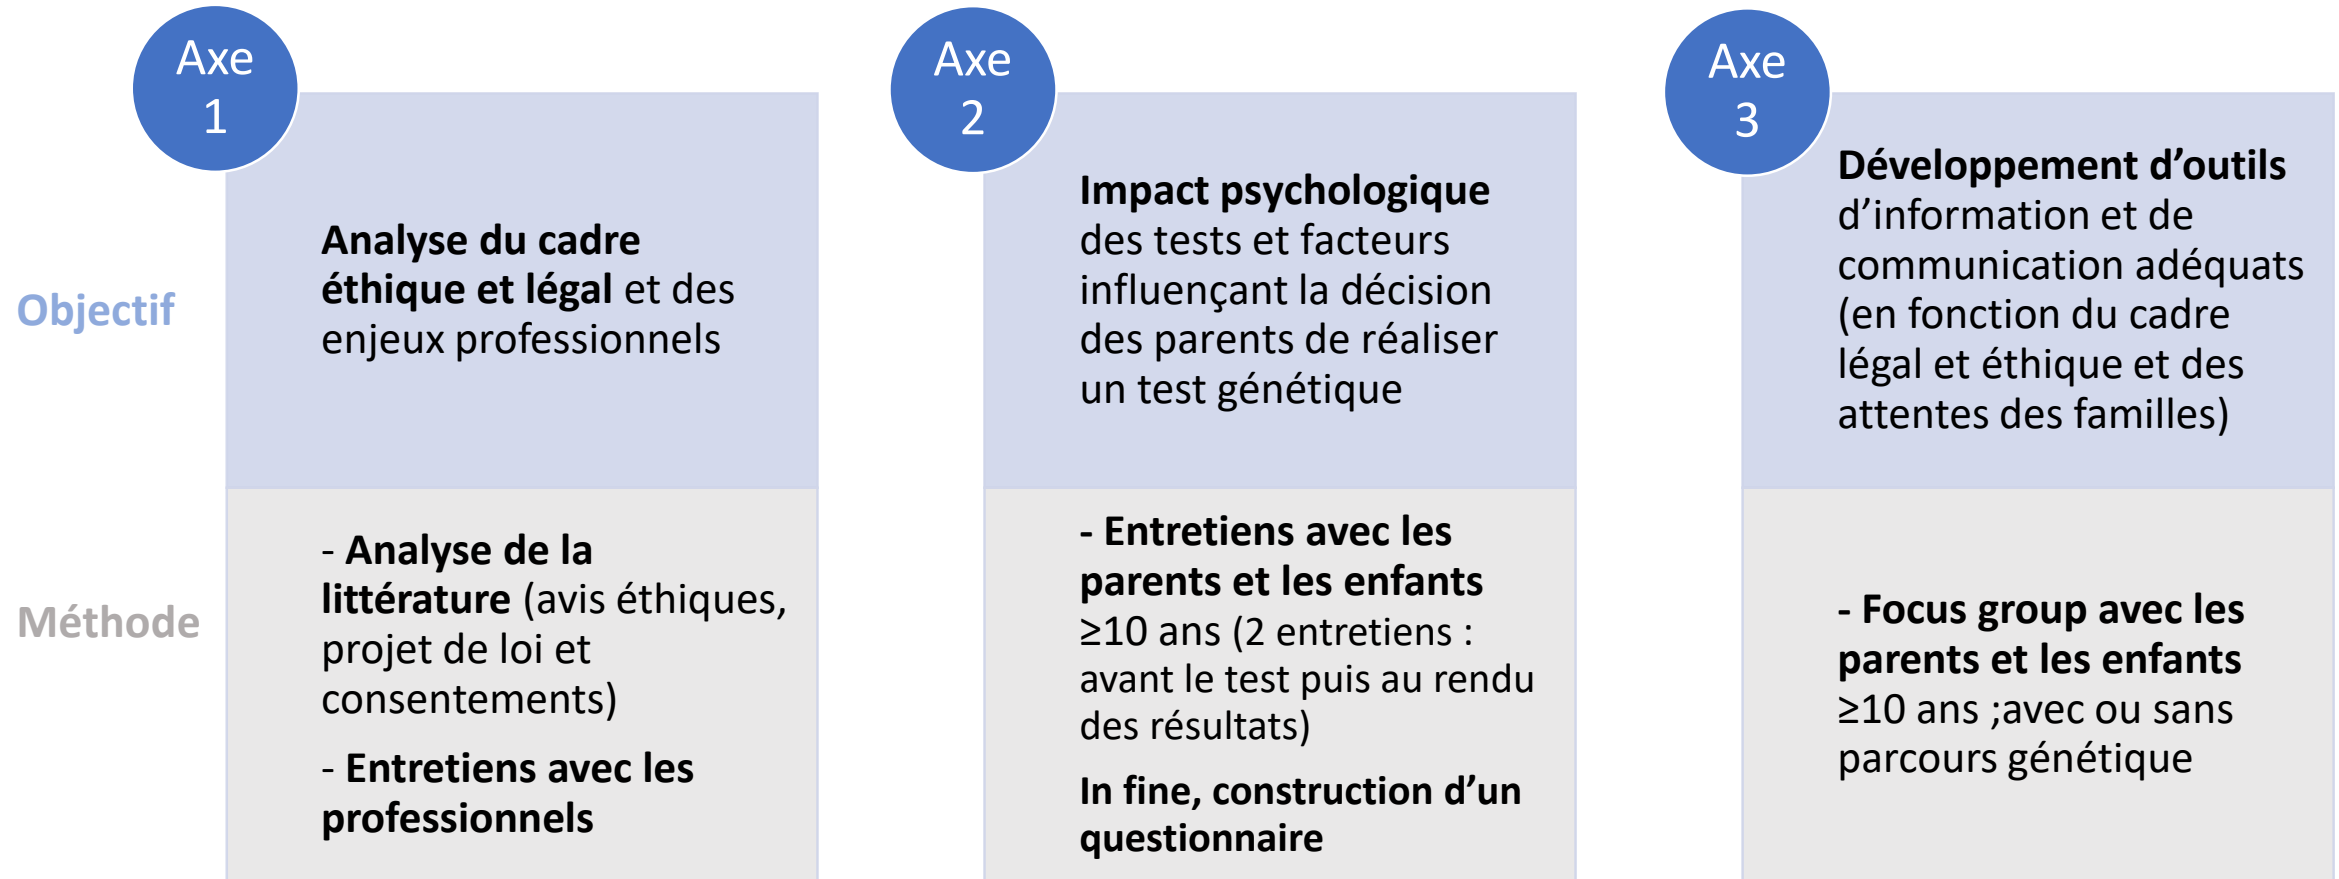 Axe
1
Axe
2
Axe
3
Objectif
Analyse du cadre
éthique et légal et des
enjeux professionnels
Impact psychologique
des tests et facteurs
influençant la décision
des parents de réaliser
un test génétique
Développement d’outils
d’information et de
communication adéquats
(en fonction du cadre
légal et éthique et des
attentes des familles)
Méthode
- Analyse de la
littérature (avis éthiques,
projet de loi et
consentements)
- Entretiens avec les
professionnels
- Entretiens avec les
parents et les enfants
≥10 ans (2 entretiens :
avant le test puis au rendu
des résultats)
In fine, construction d’un
questionnaire
- Focus group avec les
parents et les enfants
≥10 ans ;avec ou sans
parcours génétique